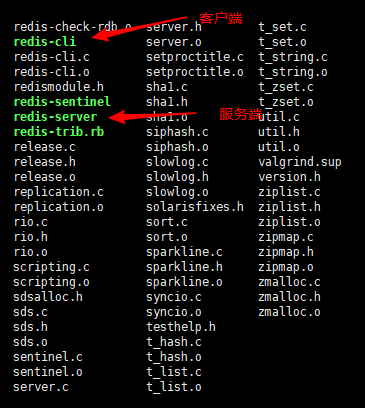 客户端
redis-check-rdb.o server.h t_set.c
redis-cli server.o t_set.o
redis-cli.c setproctitle.c t_string.c
redis-cli.o setproctitle.o t_string.o
redismodule.h sha1.c t_zset.c
redis-sentinel sha1.h t_zset.o
redis-server sha1.o 服务端 util.c
redis-trib.rb siphash.c util.h
release.c siphash.o util.o
release.h slowlog.c valgrind.sup
release.o slowlog.h version.h
replication.c slowlog.o ziplist.c
replication.o solarisfixes.h ziplist.h
rio.c sort.c ziplist.o
rio.h sort.o zipmap.c
rio.o sparkline.c zipmap.h
scripting.c sparkline.h zipmap.o
scripting.o sparkline.o zmalloc.c
sdsalloc.h syncio.c zmalloc.h
sds.c syncio.o zmalloc.o
sds.h testhelp.h
sds.o t_hash.c
sentinel.c t_hash.o
sentinel.o t_list.c
server.c t_list.o